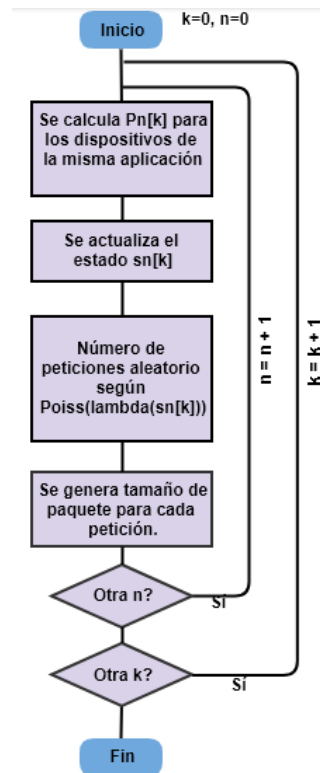 Inicio
k=0, n=0
Se calcula Pn[k] para
los dispositivos de
la misma aplicación
Se actualiza el
estado sn[k]
Número de
peticiones aleatorio
según
Poiss(lambda(sn[k]))
Se genera tamaño de
paquete para cada
petición.
Otra n?
Sí
n = n + 1
Otra k?
Sí
k = k + 1
Fin